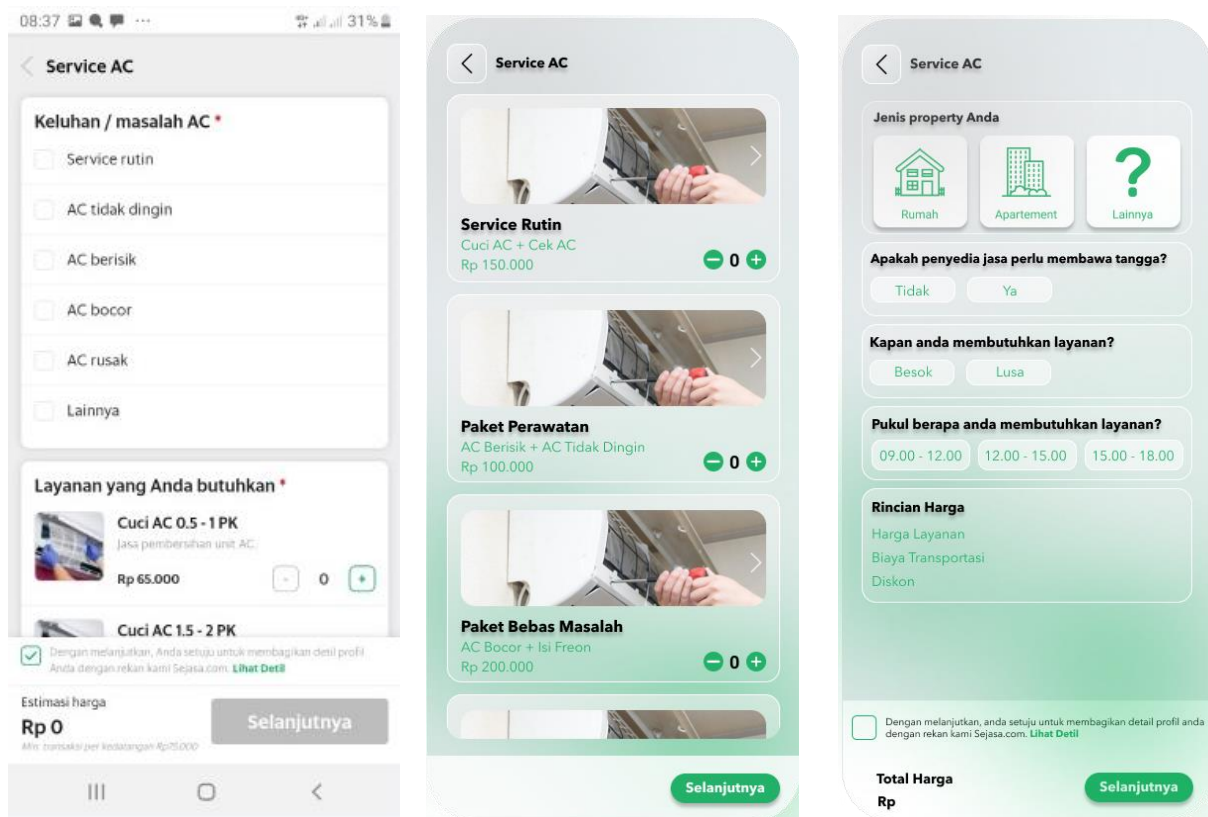 08:37
31%
Service AC
Keluhan / masalah AC *
Service rutin
AC tidak dingin
AC berisik
AC bocor
AC rusak
Lainnya
Layanan yang Anda butuhkan *
Cuci AC 0.5 - 1 PK
Jasa pembersihan unit AC.
Rp 65.000
- 0 +
Cuci AC 1.5 - 2 PK
Dengan melanjutkan, Anda setuju untuk membagikan detil profil
Anda dengan rekan kami Sejasa.com. Lihat Detil
Estimasi harga
Rp 0
Min. transaksi per kedatangan Rp75.000
Selanjutnya
Service AC
Service Rutin
Cuci AC + Cek AC
Rp 150.000
0
Paket Perawatan
AC Berisik + AC Tidak Dingin
Rp 100.000
0
Paket Bebas Masalah
AC Bocor + Isi Freon
Rp 200.000
0
Selanjutnya
Service AC
Jenis property Anda
Rumah
Apartement
?
Lainnya
Apakah penyedia jasa perlu membawa tangga?
Tidak
Ya
Kapan anda membutuhkan layanan?
Besok
Lusa
Pukul berapa anda membutuhkan layanan?
09.00 - 12.00
12.00 - 15.00
15.00 - 18.00
Rincian Harga
Harga Layanan
Biaya Transportasi
Diskon
Dengan melanjutkan, anda setuju untuk membagikan detail profil anda
dengan rekan kami Sejasa.com. Lihat Detil
Total Harga
Rp
Selanjutnya